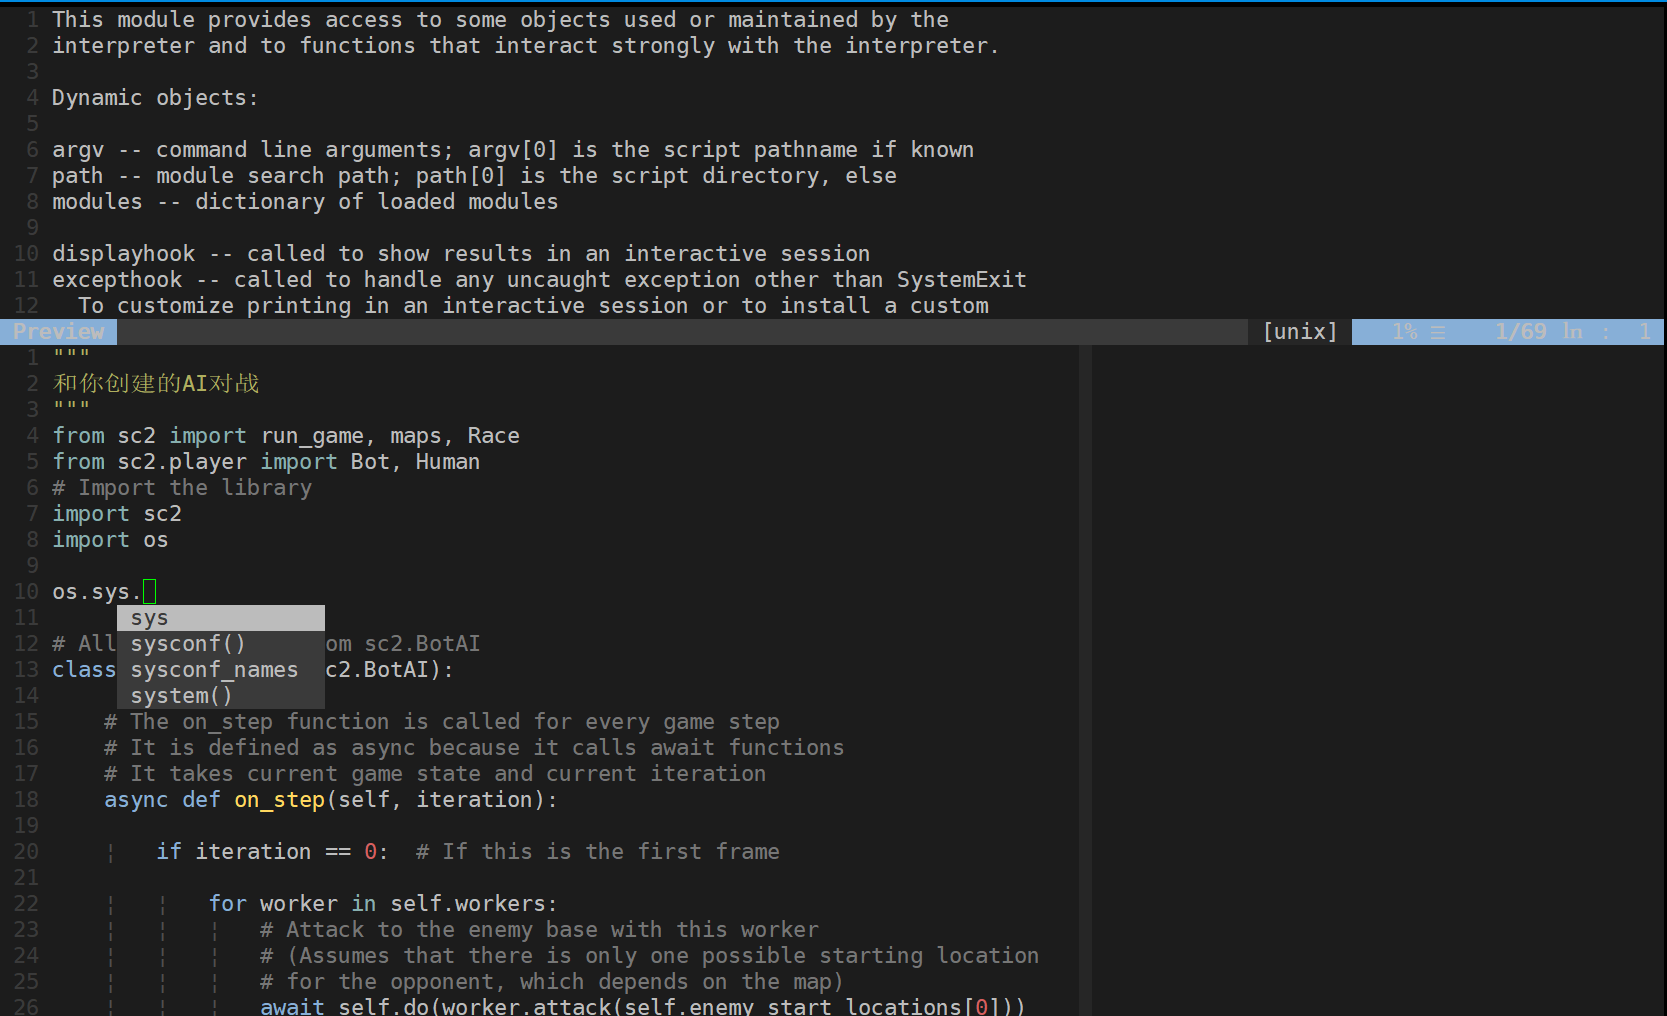 1 This module provides access to some objects used or maintained by the
2 interpreter and to functions that interact strongly with the interpreter.
3
4 Dynamic objects:
5
6 argv -- command line arguments; argv[0] is the script pathname if known
7 path -- module search path; path[0] is the script directory, else
8 modules -- dictionary of loaded modules
9
10 displayhook -- called to show results in an interactive session
11 excepthook -- called to handle any uncaught exception other than SystemExit
12   To customize printing in an interactive session or to install a custom
Preview [unix] 1% ☰ 1/69 ln : 1
1 """
2 和你创建的AI对战
3 """
4 from sc2 import run_game, maps, Race
5 from sc2.player import Bot, Human
6 # Import the library
7 import sc2
8 import os
9
10 os.sys.
11 sys
12 # All sysconf() om sc2.BotAI
13 class sysconf_names c2.BotAI):
14 system()
15     # The on_step function is called for every game step
16     # It is defined as async because it calls await functions
17     # It takes current game state and current iteration
18     async def on_step(self, iteration):
19
20     ¦   if iteration == 0:  # If this is the first frame
21
22     ¦   ¦   for worker in self.workers:
23     ¦   ¦   ¦   # Attack to the enemy base with this worker
24     ¦   ¦   ¦   # (Assumes that there is only one possible starting location
25     ¦   ¦   ¦   # for the opponent, which depends on the map)
26     ¦   ¦   ¦   await self.do(worker.attack(self.enemy_start_locations[0]))